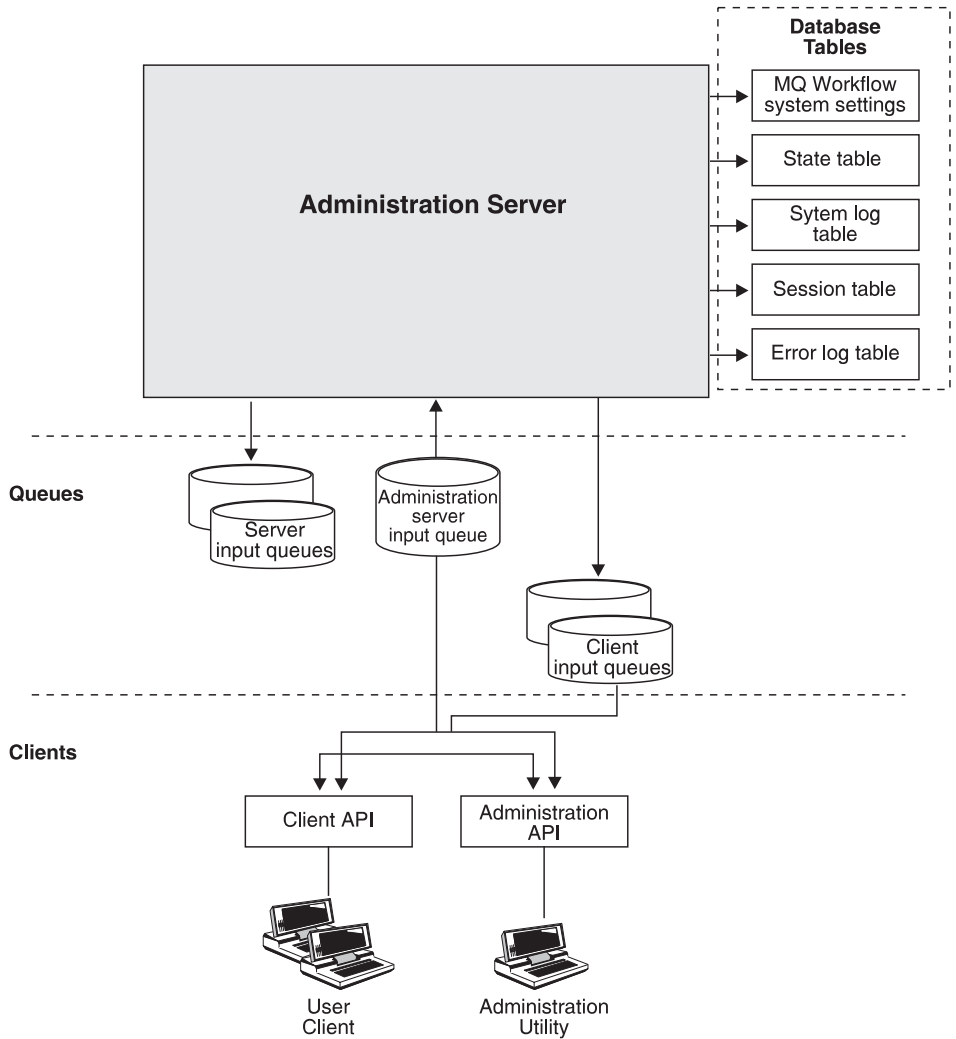 Database
Tables
MQ Workflow
system settings
Administration Server
State table
Sytem log
table
Session table
Error log table
Queues
Server
input queues
Administration
server
input queue
Client
input queues
Clients
Client API
Administration
API
User
Client
Administration
Utility